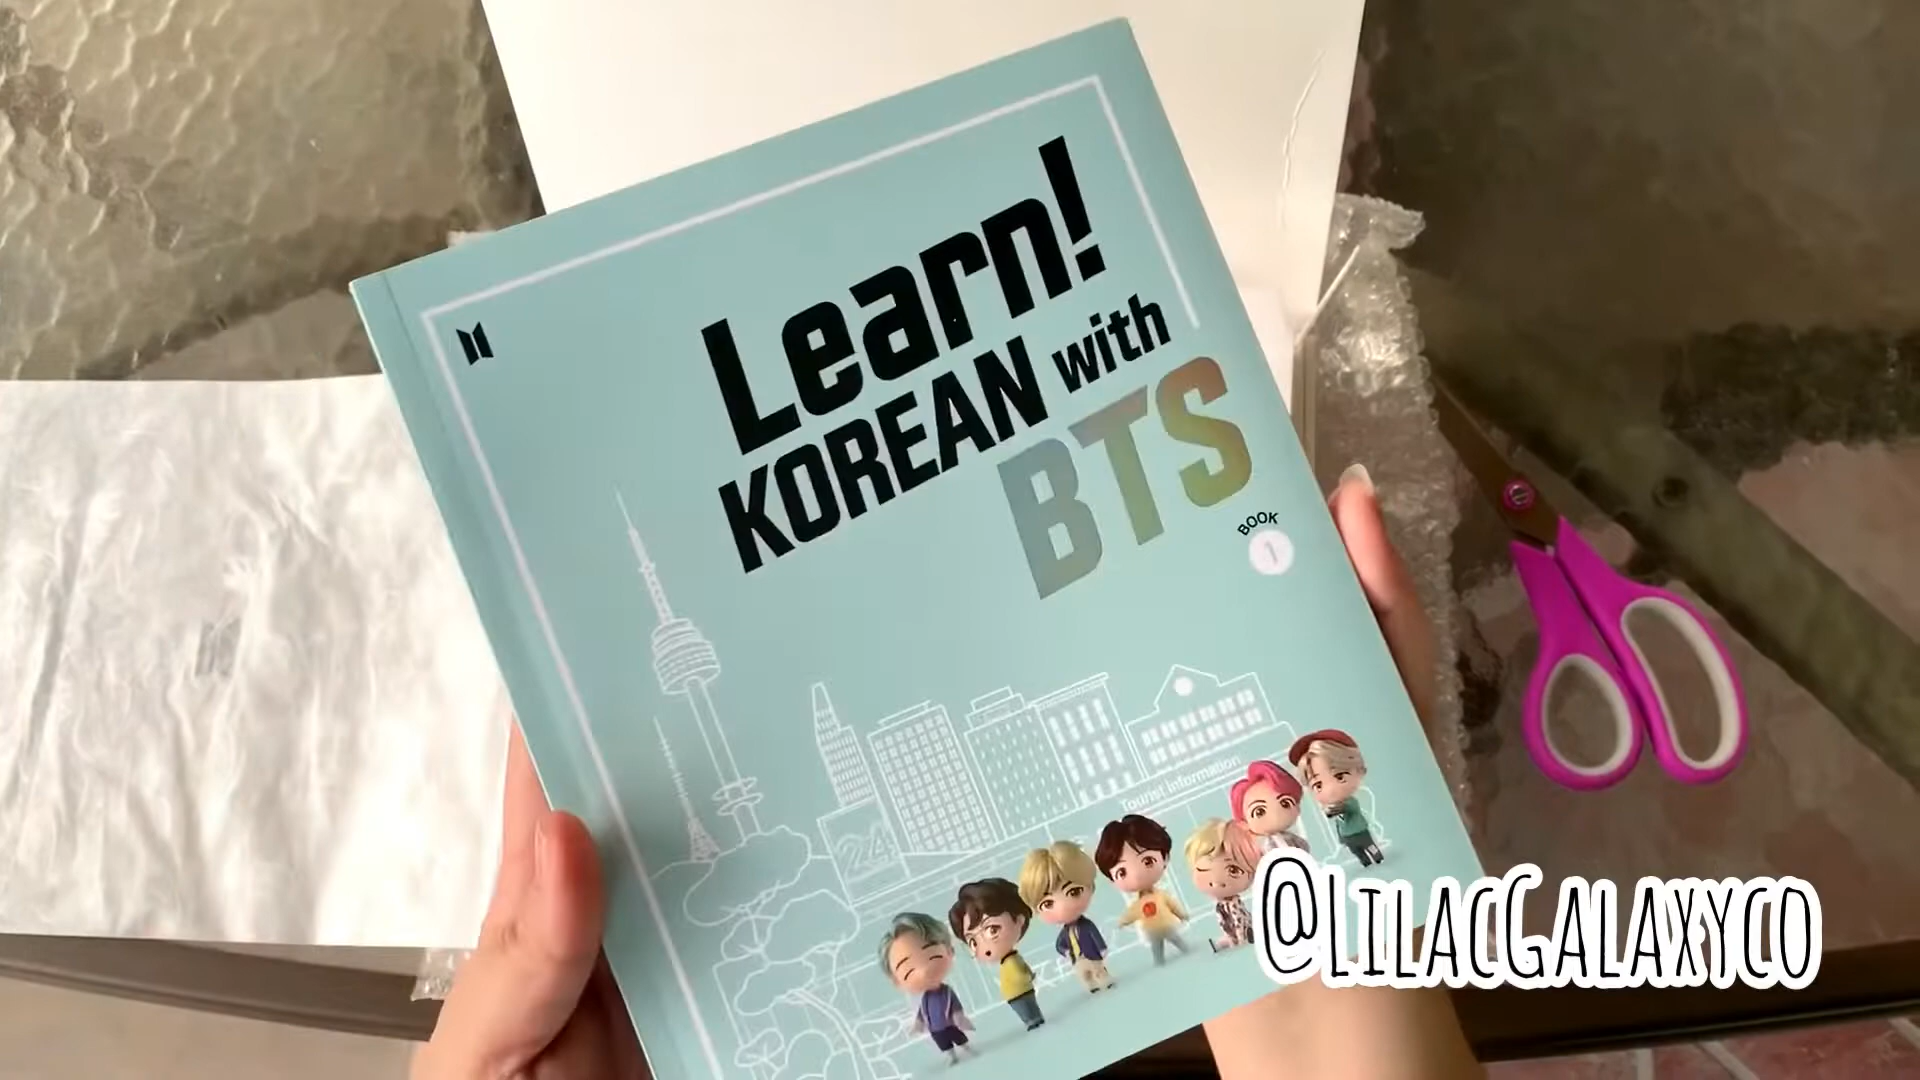 Learn!
KOREAN with
BTS
BOOK
1
Tourist Information
24
@LilacGalaxyco